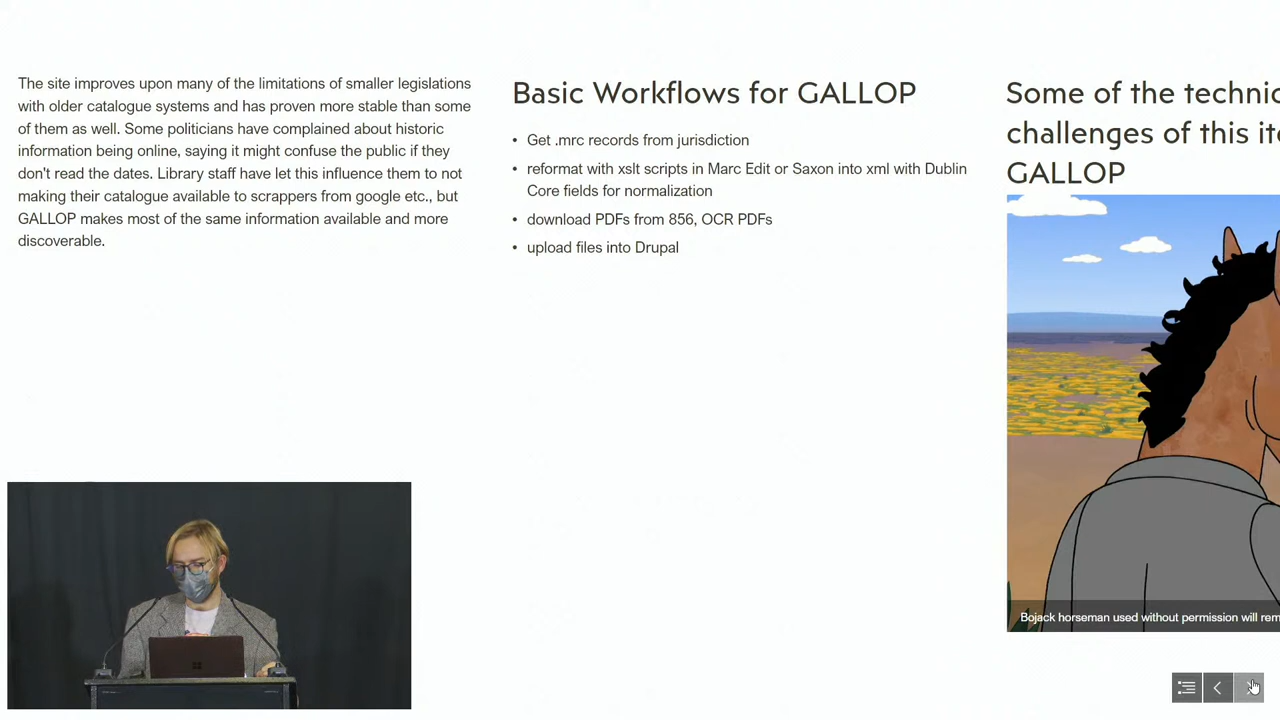 The site improves upon many of the limitations of smaller legislations
with older catalogue systems and has proven more stable than some
of them as well. Some politicians have complained about historic
information being online, saying it might confuse the public if they
don't read the dates. Library staff have let this influence them to not
making their catalogue available to scrappers from google etc., but
GALLOP makes most of the same information available and more
discoverable.
Basic Workflows for GALLOP
• Get .mrc records from jurisdiction
• reformat with xslt scripts in Marc Edit or Saxon into xml with Dublin
Core fields for normalization
• download PDFs from 856, OCR PDFs
• upload files into Drupal
Some of the technic
challenges of this it
GALLOP
Bojack horseman used without permission will rem